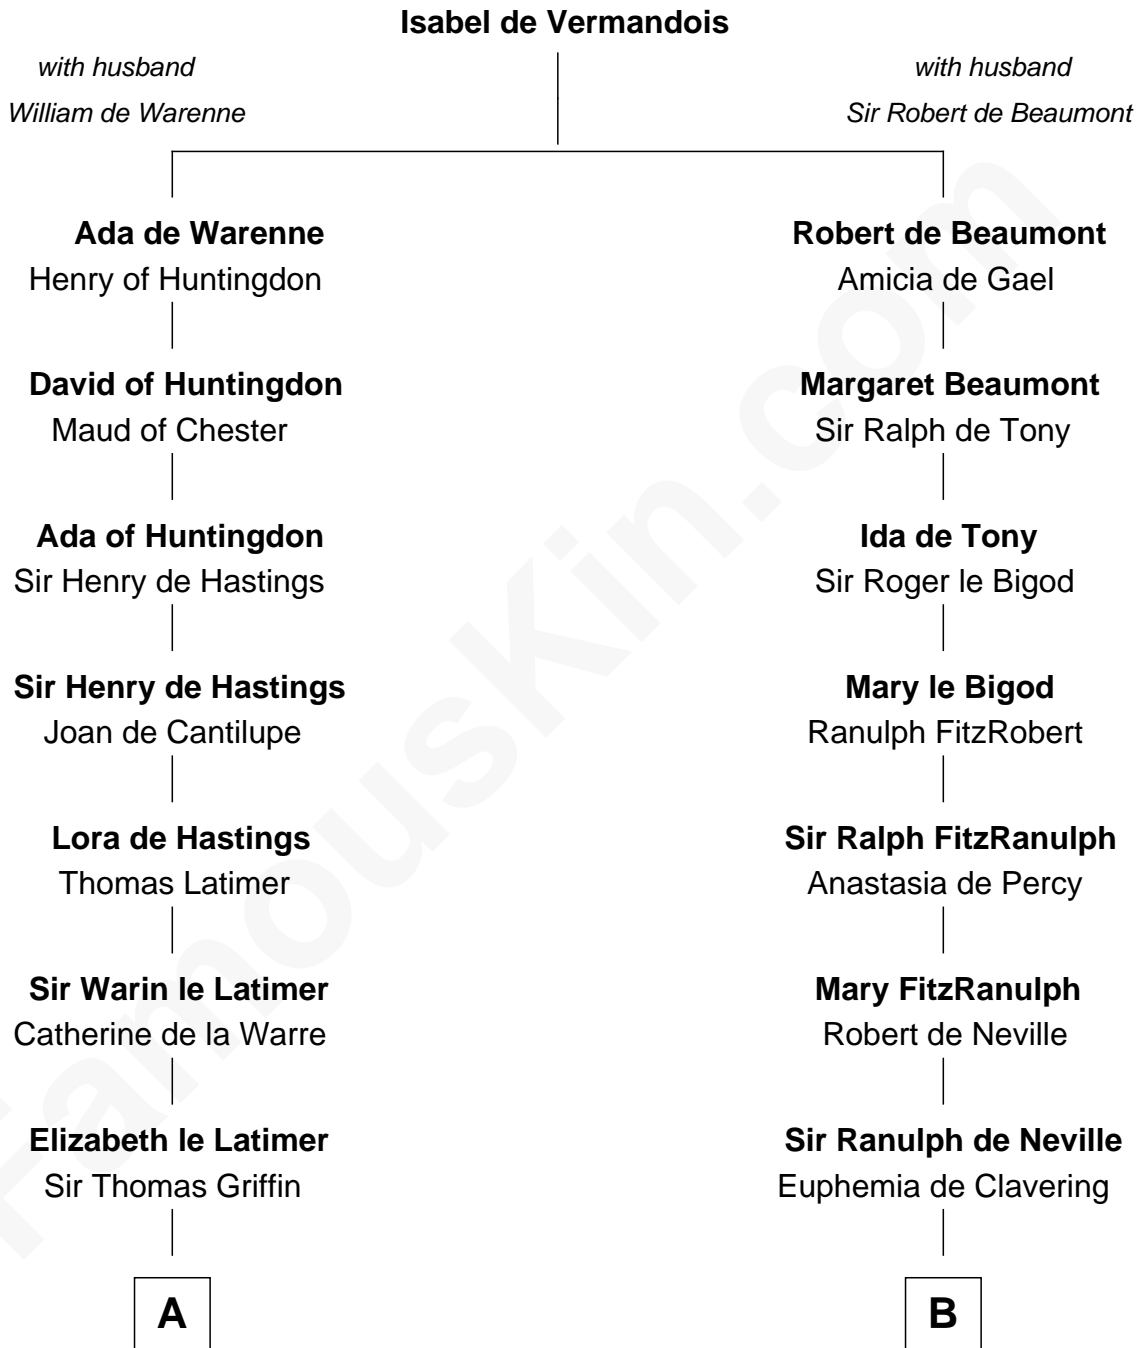 Isabel de Vermandois
with husband
William de Warenne
with husband
Sir Robert de Beaumont
Ada de Warenne
Henry of Huntingdon
Robert de Beaumont
Amicia de Gael
David of Huntingdon
Maud of Chester
Margaret Beaumont
Sir Ralph de Tony
Ada of Huntingdon
Sir Henry de Hastings
Ida de Tony
Sir Roger le Bigod
Sir Henry de Hastings
Joan de Cantilupe
Mary le Bigod
Ranulph FitzRobert
Lora de Hastings
Thomas Latimer
Sir Ralph FitzRanulph
Anastasia de Percy
Sir Warin le Latimer
Catherine de la Warre
Mary FitzRanulph
Robert de Neville
Elizabeth le Latimer
Sir Thomas Griffin
Sir Ranulph de Neville
Euphemia de Clavering
A
B
FamousKin.com